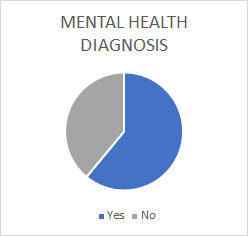 MENTAL HEALTH
DIAGNOSIS
Yes No